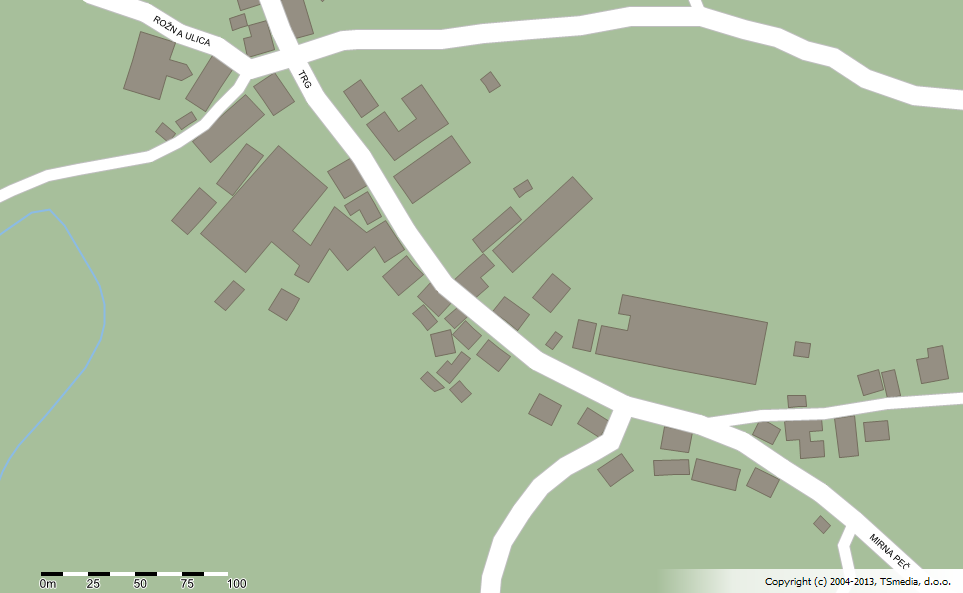 ROŽNA ULICA
TRG
MIRNA PEČ
0m 25 50 75 100
Copyright (c) 2004-2013, TSmedia, d.o.o.